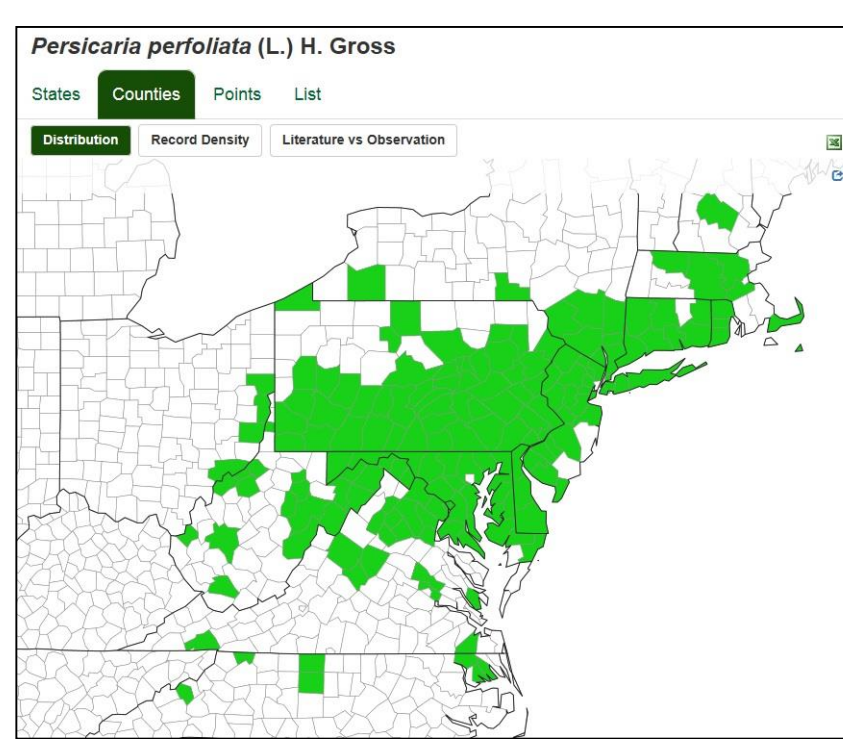 Persicaria perfoliata (L.) H. Gross
States Counties Points List
Distribution Record Density Literature vs Observation